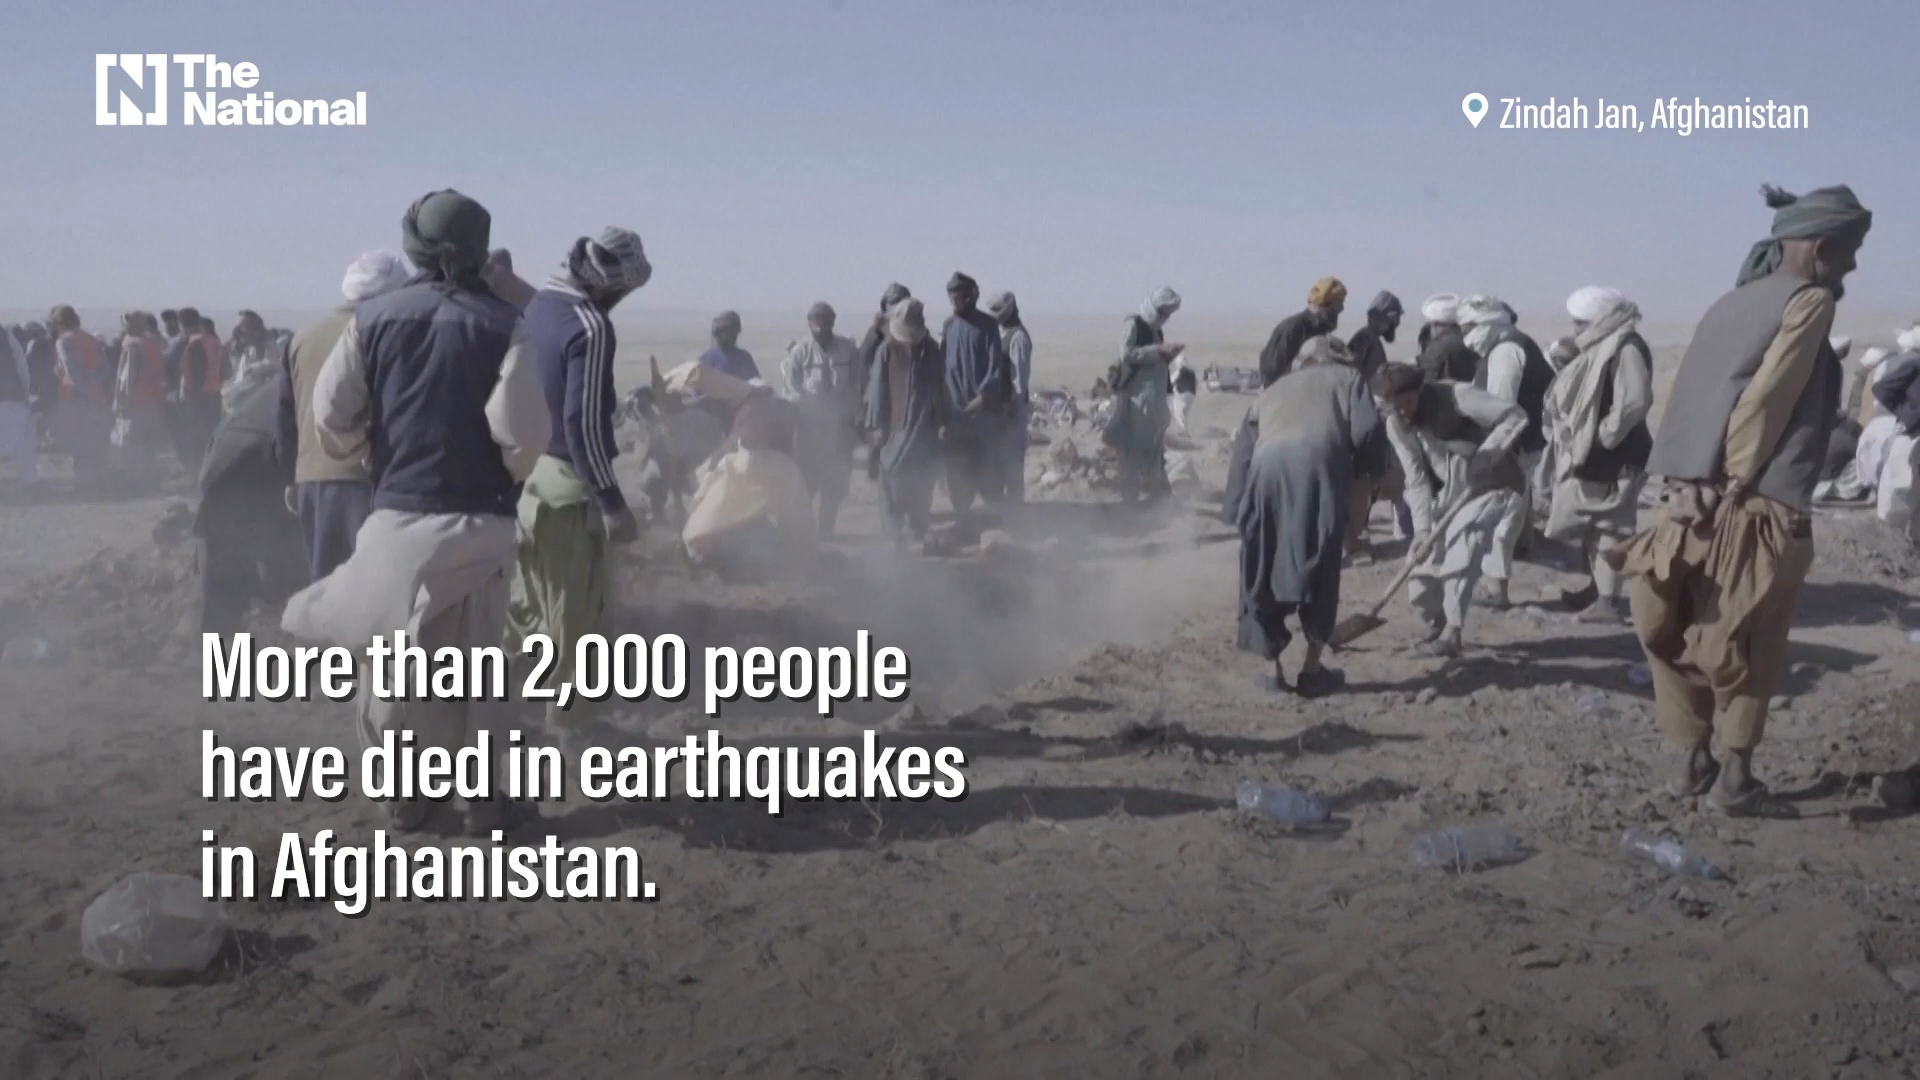 The
National
Zindah Jan, Afghanistan
More than 2,000 people
have died in earthquakes
in Afghanistan.